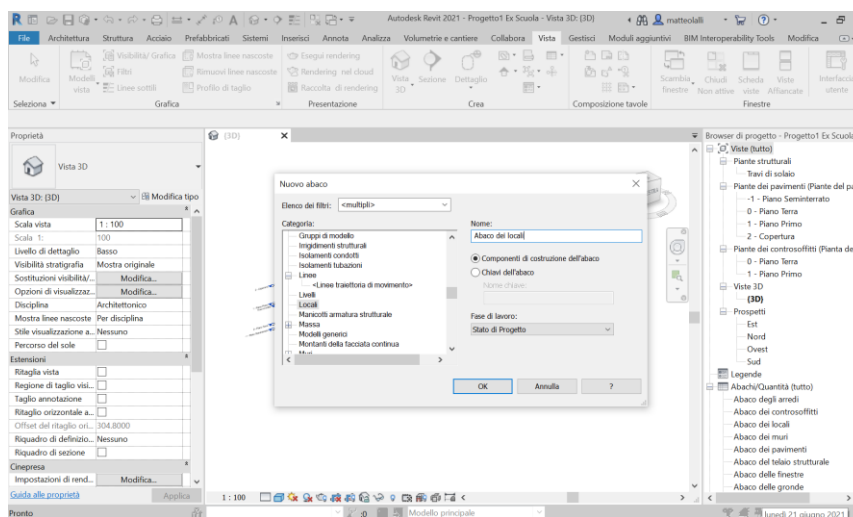 Autodesk Revit 2021 - Progetto1 Ex Scuola - Vista 3D: {3D}
matteolalli
File Architettura Struttura Acciaio Prefabbricati Sistemi Inserisci Annota Analizza Volumetrie e cantiere Collabora Vista Gestisci Moduli aggiuntivi BIM Interoperability Tools Modifica
Modifica
Modelli vista
Visibilità/ Grafica
Filtri
Linee sottili
Mostra linee nascoste
Rimuovi linee nascoste
Profilo di taglio
Esegui rendering
Rendering nel cloud
Raccolta di rendering
Vista 3D
Sezione
Dettaglio
Scambia finestre
Chiudi Non attive
Scheda viste
Viste Affiancate
Interfaccia utente
Seleziona Grafica Presentazione Crea Composizione tavole Finestre
Proprietà
Vista 3D
Vista 3D: {3D} Modifica tipo
Grafica
Scala vista 1 : 100
Scala 1: 100
Livello di dettaglio Basso
Visibilità stratigrafia Mostra originale
Sostituzioni visibilità/... Modifica...
Opzioni di visualizzaz... Modifica...
Disciplina Architettonico
Mostra linee nascoste Per disciplina
Stile visualizzazione a... Nessuno
Percorso del sole
Estensioni
Ritaglia vista
Regione di taglio visi...
Taglio annotazione
Ritaglio orizzontale a...
Offset del ritaglio ori... 304.8000
Riquadro di definizio... Nessuno
Riquadro di sezione
Cinepresa
Impostazioni di rend... Modifica...
Guida alle proprietà Applica
{3D}
Nuovo abaco
Elenco dei filtri: <multipli>
Categoria:
Gruppi di modello
Irrigidimenti strutturali
Isolamenti condotti
Isolamenti tubazioni
Linee
<Linee traiettoria di movimento>
Livelli
Locali
Manicotti armatura strutturale
Massa
Modelli generici
Montanti della facciata continua
Muri
Nome:
Abaco dei locali
Componenti di costruzione dell'abaco
Chiavi dell'abaco
Nome chiave:
Fase di lavoro:
Stato di Progetto
OK Annulla ?
Browser di progetto - Progetto1 Ex Scuola
Viste (tutto)
Piante strutturali
Travi di solaio
Piante dei pavimenti (Piante del pa
-1 - Piano Seminterrato
0 - Piano Terra
1 - Piano Primo
2 - Copertura
Piante dei controsoffitti (Pianta de
0 - Piano Terra
1 - Piano Primo
Viste 3D
{3D}
Prospetti
Est
Nord
Ovest
Sud
Legende
Abachi/Quantità (tutto)
Abaco degli arredi
Abaco dei controsoffitti
Abaco dei locali
Abaco dei muri
Abaco dei pavimenti
Abaco del telaio strutturale
Abaco delle finestre
Abaco delle gronde
1 : 100
Pronto :0 Modello principale lunedì 21 giugno 2021